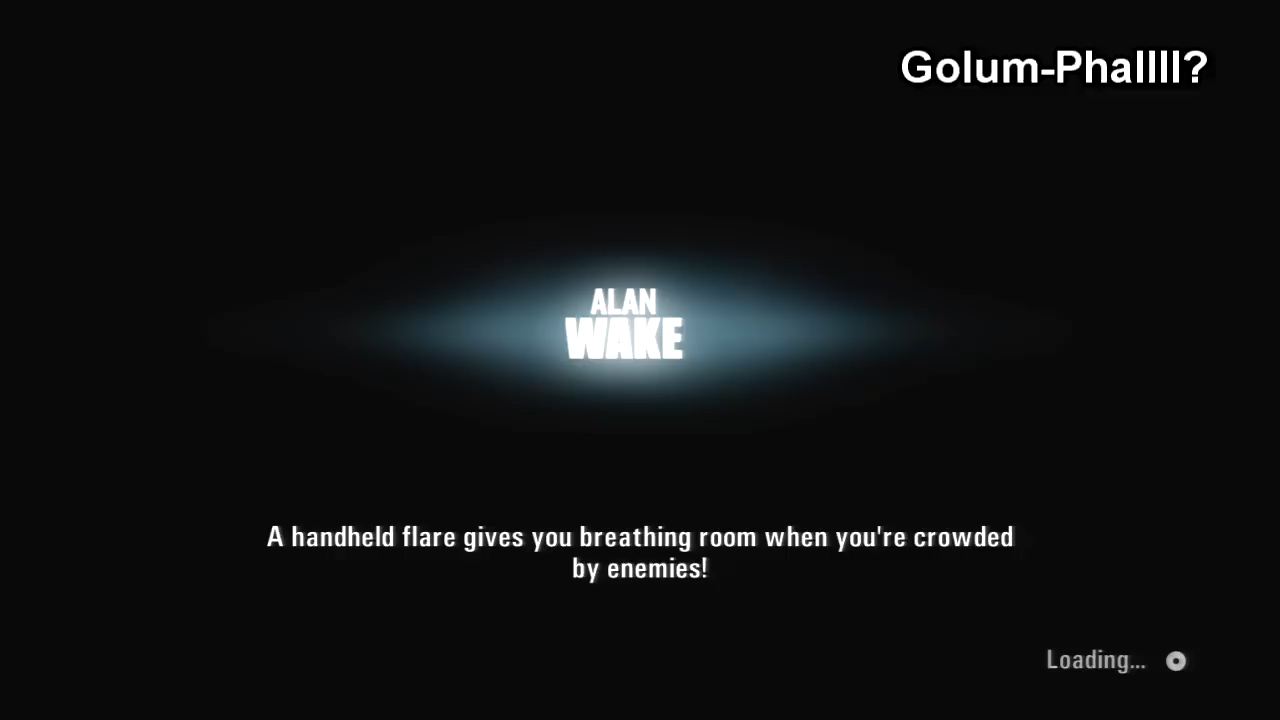 Golum-Phallll?
ALAN
WAKE
A handheld flare gives you breathing room when you're crowded
by enemies!
Loading...